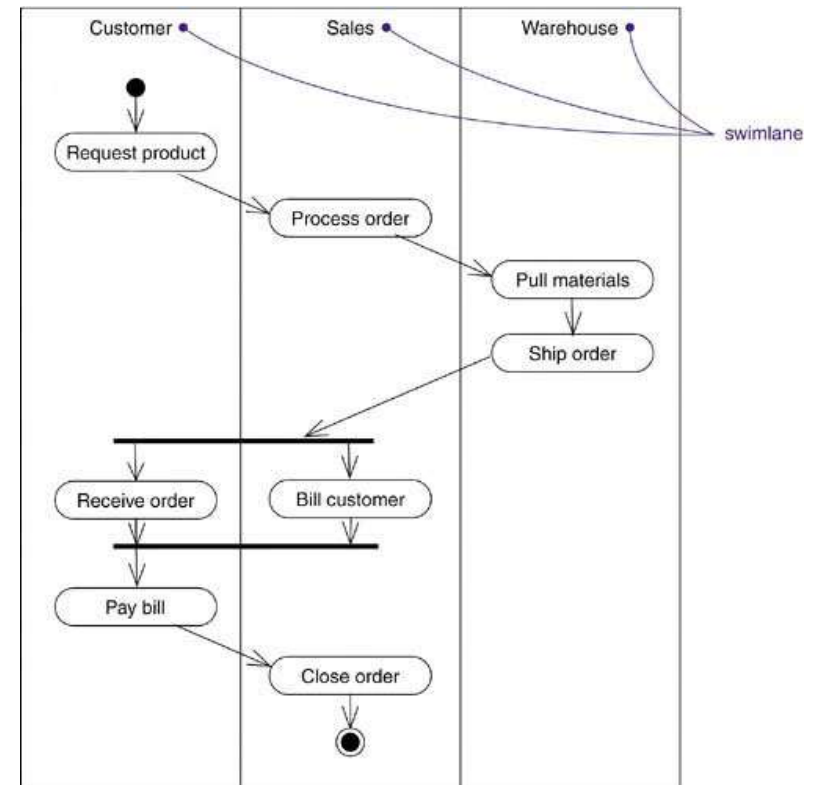 Customer
Sales
Warehouse
swimlane
Request product
Process order
Pull materials
Ship order
Receive order
Bill customer
Pay bill
Close order